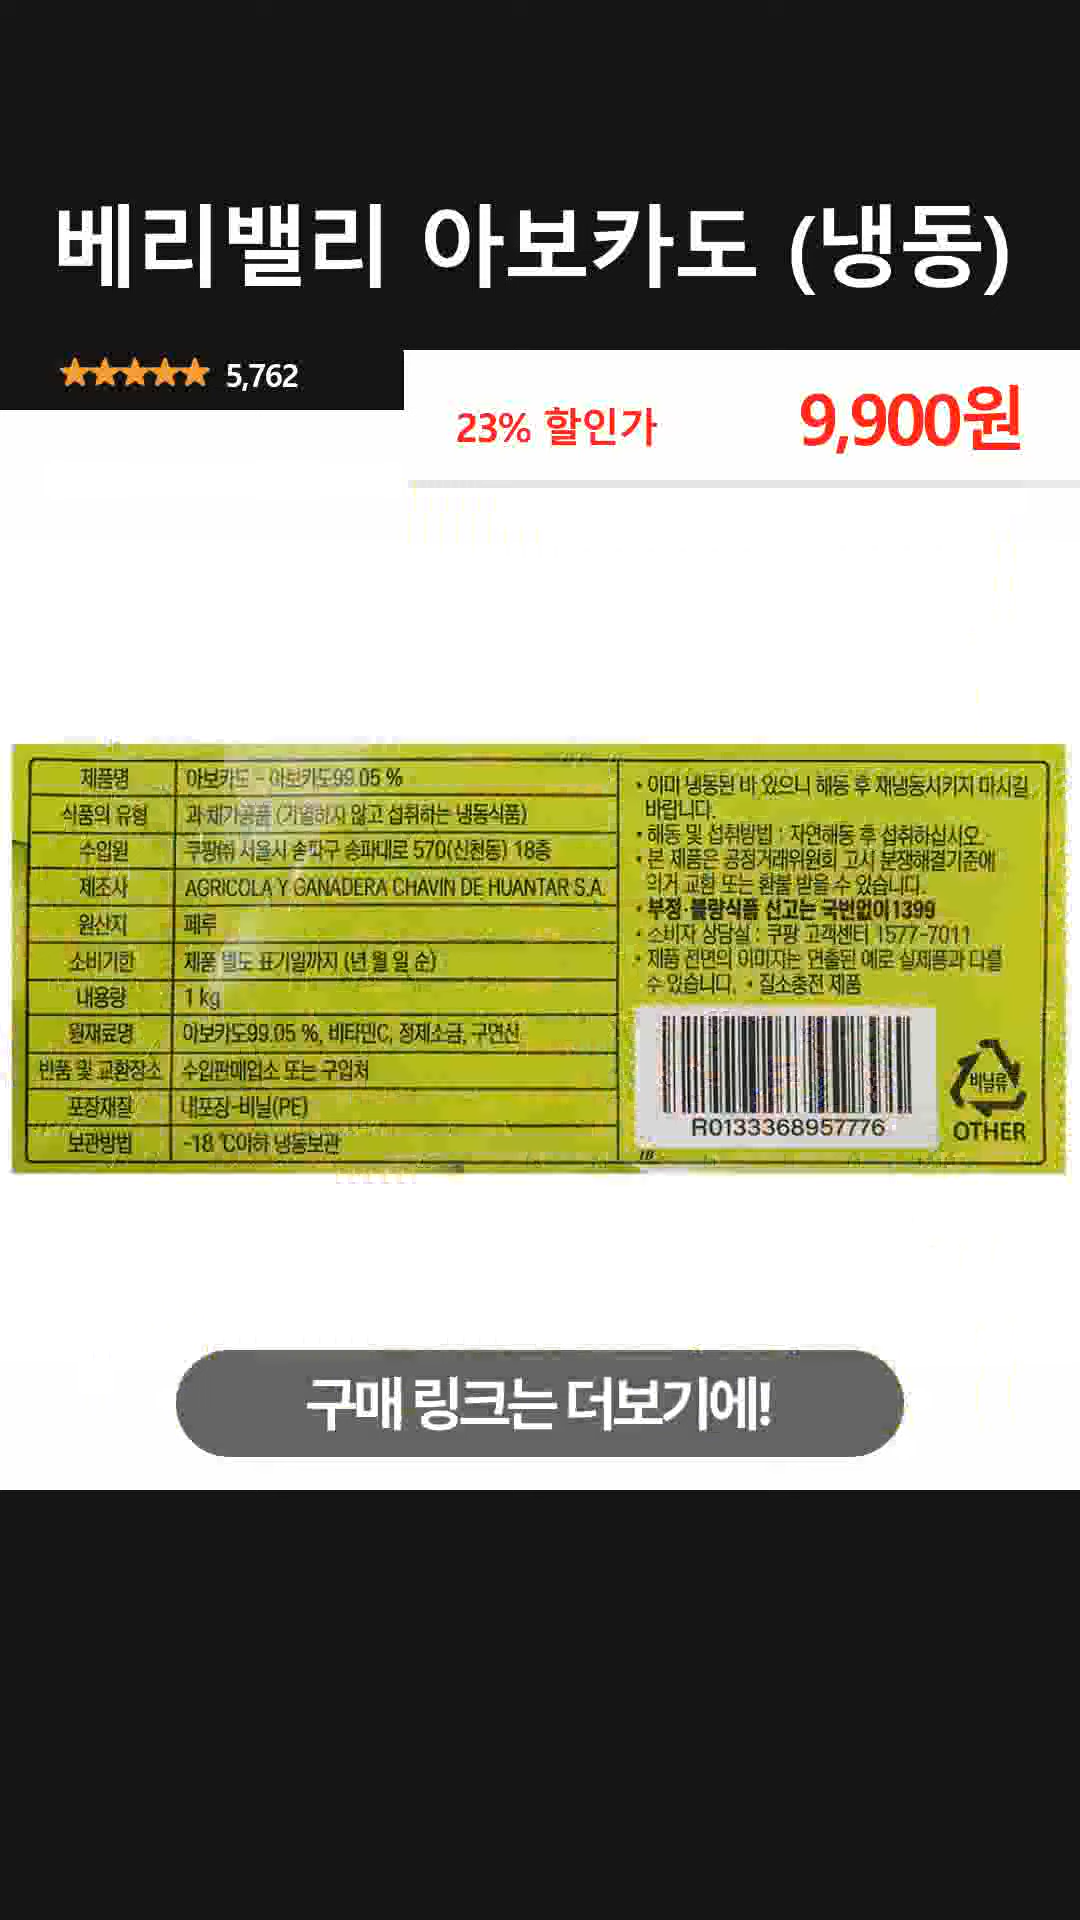 베리밸리 아보카도 (냉동)
★★★★★ 5,762
23% 할인가 9,900원
제품명 아보카도 - 아보카도99.05 %
식품의 유형 과·채가공품 (가열하지 않고 섭취하는 냉동식품)
수입원 쿠팡㈜ 서울시 송파구 송파대로 570(신천동) 18층
제조사 AGRICOLA Y GANADERA CHAVIN DE HUANTAR S.A.
원산지 페루
소비기한 제품 별도 표기일까지 (년 월 일 순)
내용량 1 kg
원재료명 아보카도99.05 %, 비타민C, 정제소금, 구연산
반품 및 교환장소 수입판매업소 또는 구입처
포장재질 내포장-비닐(PE)
보관방법 -18 ℃이하 냉동보관
• 이미 냉동된 바 있으니 해동 후 재냉동시키지 마시길
바랍니다.
• 해동 및 섭취방법 : 자연해동 후 섭취하십시오.
• 본 제품은 공정거래위원회 고시 분쟁해결기준에
의거 교환 또는 환불 받을 수 있습니다.
• 부정·불량식품 신고는 국번없이1399
• 소비자 상담실 : 쿠팡 고객센터 1577-7011
• 제품 전면의 이미지는 연출된 예로 실제품과 다를
수 있습니다. • 질소충전 제품
R0133368957776
비닐류
OTHER
구매 링크는 더보기에!